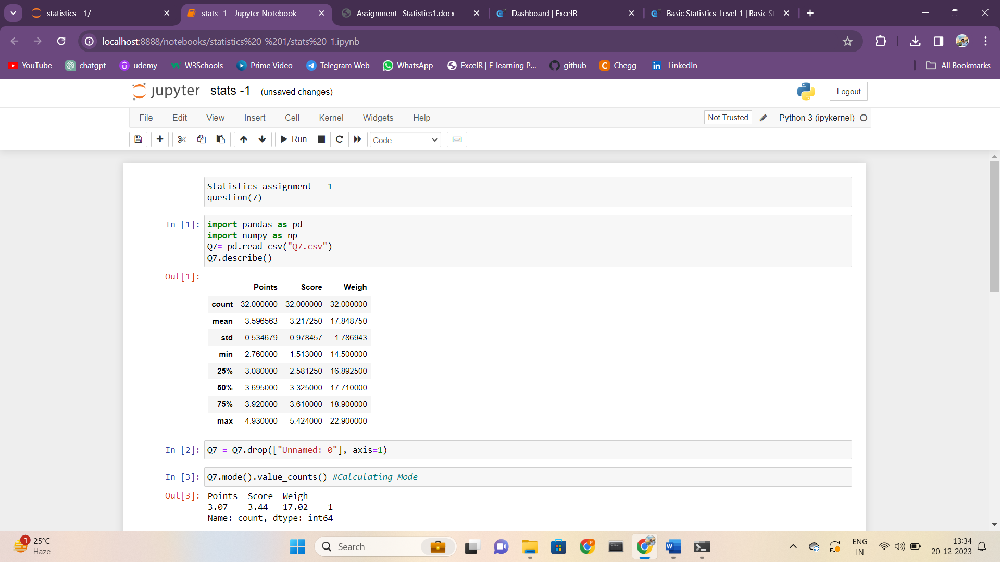 statistics - 1/
stats -1 - Jupyter Notebook
Assignment _Statistics1.docx
Dashboard | ExcelR
Basic Statistics_Level 1 | Basic St
localhost:8888/notebooks/statistics%20-%201/stats%20-1.ipynb
YouTube
chatgpt
udemy
W3Schools
Prime Video
Telegram Web
WhatsApp
ExcelR | E-learning P...
github
Chegg
LinkedIn
All Bookmarks
jupyter stats -1 (unsaved changes)
Logout
File Edit View Insert Cell Kernel Widgets Help
Not Trusted
Python 3 (ipykernel)
Run
Code
Statistics assignment - 1
question(7)
In [1]: import pandas as pd
import numpy as np
Q7= pd.read_csv("Q7.csv")
Q7.describe()
Out[1]:
Points Score Weigh
count 32.000000 32.000000 32.000000
mean 3.596563 3.217250 17.848750
std 0.534679 0.978457 1.786943
min 2.760000 1.513000 14.500000
25% 3.080000 2.581250 16.892500
50% 3.695000 3.325000 17.710000
75% 3.920000 3.610000 18.900000
max 4.930000 5.424000 22.900000
In [2]: Q7 = Q7.drop(["Unnamed: 0"], axis=1)
In [3]: Q7.mode().value_counts() #Calculating Mode
Out[3]: Points Score Weigh
3.07 3.44 17.02 1
Name: count, dtype: int64
1
25°C
Haze
Search
ENG
IN
13:34
20-12-2023